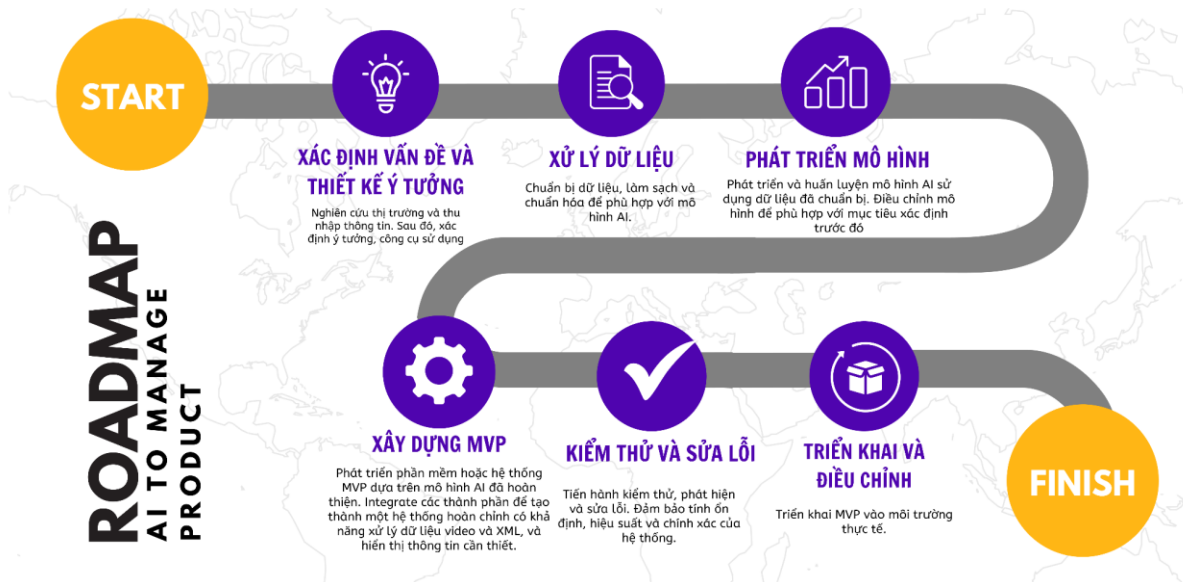 START
XÁC ĐỊNH VẤN ĐỀ VÀ
THIẾT KẾ Ý TƯỞNG
Nghiên cứu thị trường và thu
nhập thông tin. Sau đó, xác
định ý tưởng, công cụ sử dụng
XỬ LÝ DỮ LIỆU
Chuẩn bị dữ liệu, làm sạch và
chuẩn hóa để phù hợp với mô
hình AI.
PHÁT TRIỂN MÔ HÌNH
Phát triển và huấn luyện mô hình AI sử
dụng dữ liệu đã chuẩn bị. Điều chỉnh mô
hình để phù hợp với mục tiêu xác định
trước đó
ROADMAP
AI TO MANAGE
PRODUCT
XÂY DỰNG MVP
Phát triển phần mềm hoặc hệ thống
MVP dựa trên mô hình AI đã hoàn
thiện. Integrate các thành phần để tạo
thành một hệ thống hoàn chỉnh có khả
năng xử lý dữ liệu video và XML, và
hiển thị thông tin cần thiết.
KIỂM THỬ VÀ SỬA LỖI
Tiến hành kiểm thử, phát hiện
và sửa lỗi. Đảm bảo tính ổn
định, hiệu suất và chính xác của
hệ thống.
TRIỂN KHAI VÀ
ĐIỀU CHỈNH
Triển khai MVP vào môi trường
thực tế.
FINISH